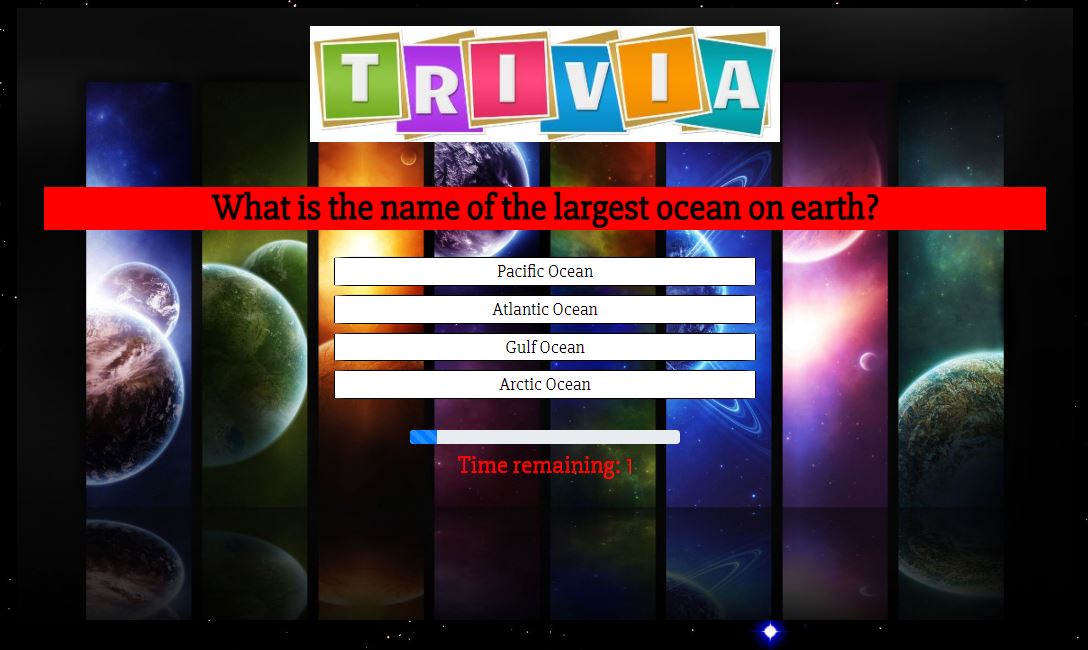 TRIVIA
What is the name of the largest ocean on earth?
Pacific Ocean
Atlantic Ocean
Gulf Ocean
Arctic Ocean
Time remaining: 1